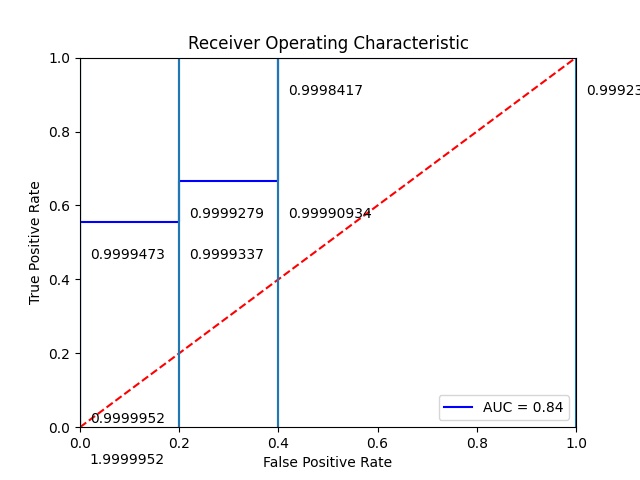 Receiver Operating Characteristic
1.0
0.9998417
0.99923
0.8
True Positive Rate
0.6
0.9999279
0.99990934
0.9999473
0.9999337
0.4
0.2
AUC = 0.84
0.9999952
0.0
0.0 0.2 0.4 0.6 0.8 1.0
1.9999952
False Positive Rate